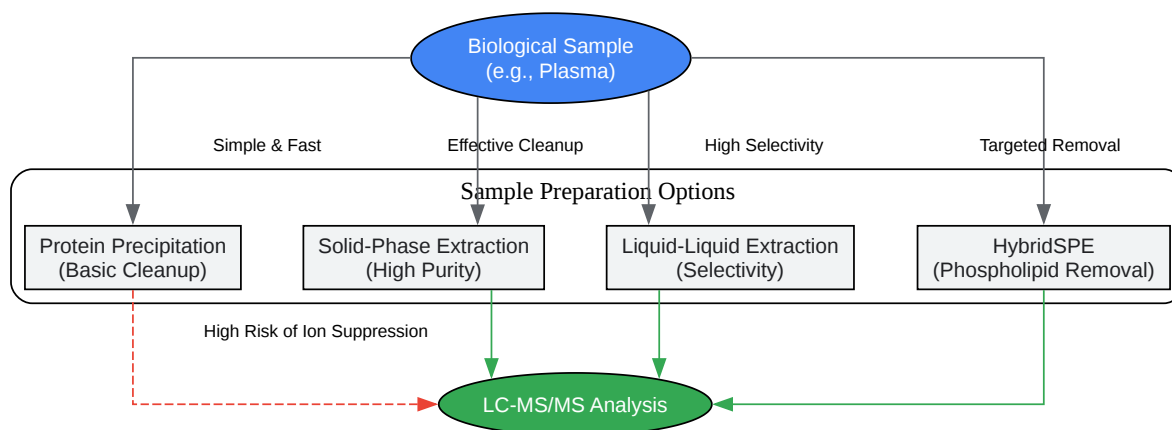 Biological Sample
(e.g., Plasma)
Simple & Fast
Effective Cleanup
High Selectivity
Targeted Removal
Sample Preparation Options
Protein Precipitation
(Basic Cleanup)
Solid-Phase Extraction
(High Purity)
Liquid-Liquid Extraction
(Selectivity)
HybridSPE
(Phospholipid Removal)
High Risk of Ion Suppression
LC-MS/MS Analysis